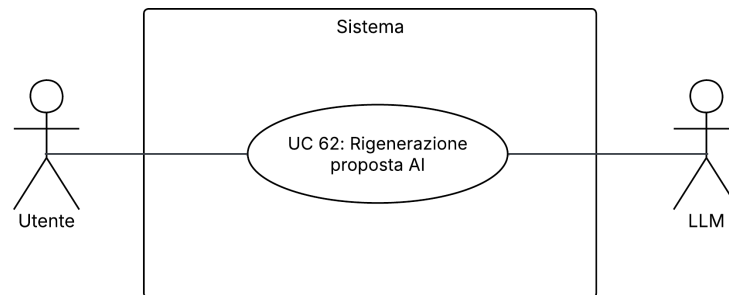 Sistema
UC 62: Rigenerazione
proposta AI
Utente
LLM